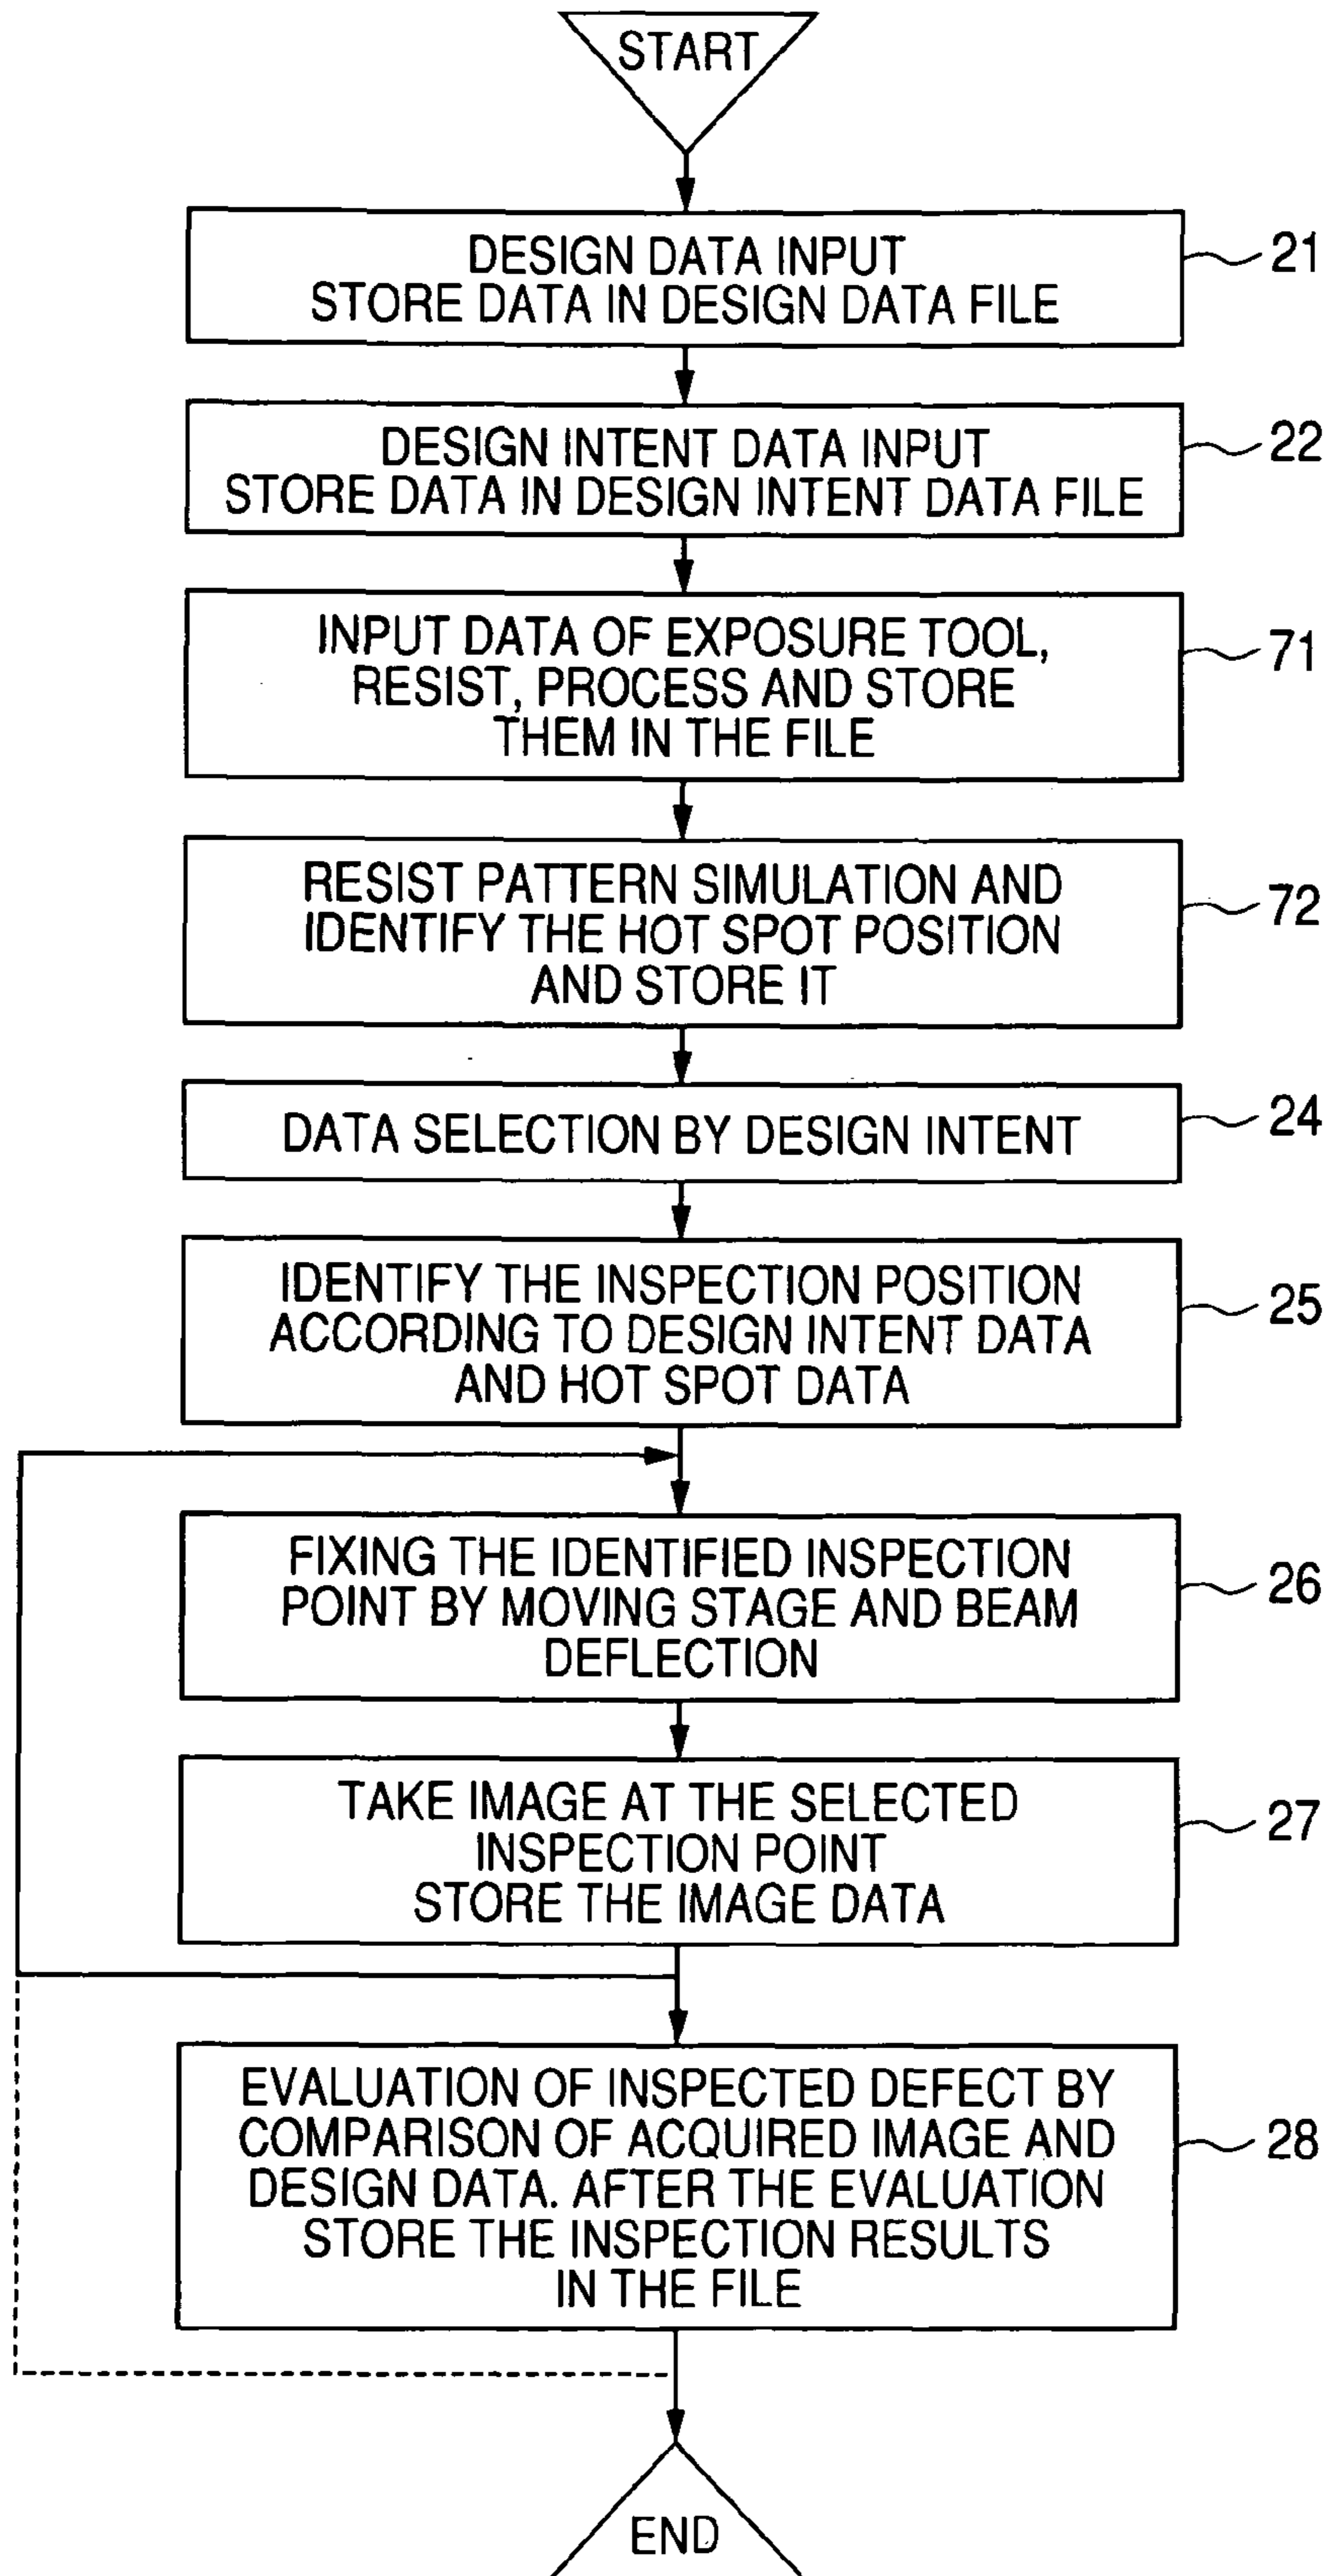 START
DESIGN DATA INPUT
STORE DATA IN DESIGN DATA FILE
21
DESIGN INTENT DATA INPUT
STORE DATA IN DESIGN INTENT DATA FILE
22
INPUT DATA OF EXPOSURE TOOL,
RESIST, PROCESS AND STORE
THEM IN THE FILE
71
RESIST PATTERN SIMULATION AND
IDENTIFY THE HOT SPOT POSITION
AND STORE IT
72
DATA SELECTION BY DESIGN INTENT
24
IDENTIFY THE INSPECTION POSITION
ACCORDING TO DESIGN INTENT DATA
AND HOT SPOT DATA
25
FIXING THE IDENTIFIED INSPECTION
POINT BY MOVING STAGE AND BEAM
DEFLECTION
26
TAKE IMAGE AT THE SELECTED
INSPECTION POINT
STORE THE IMAGE DATA
27
EVALUATION OF INSPECTED DEFECT BY
COMPARISON OF ACQUIRED IMAGE AND
DESIGN DATA. AFTER THE EVALUATION
STORE THE INSPECTION RESULTS
IN THE FILE
28
END